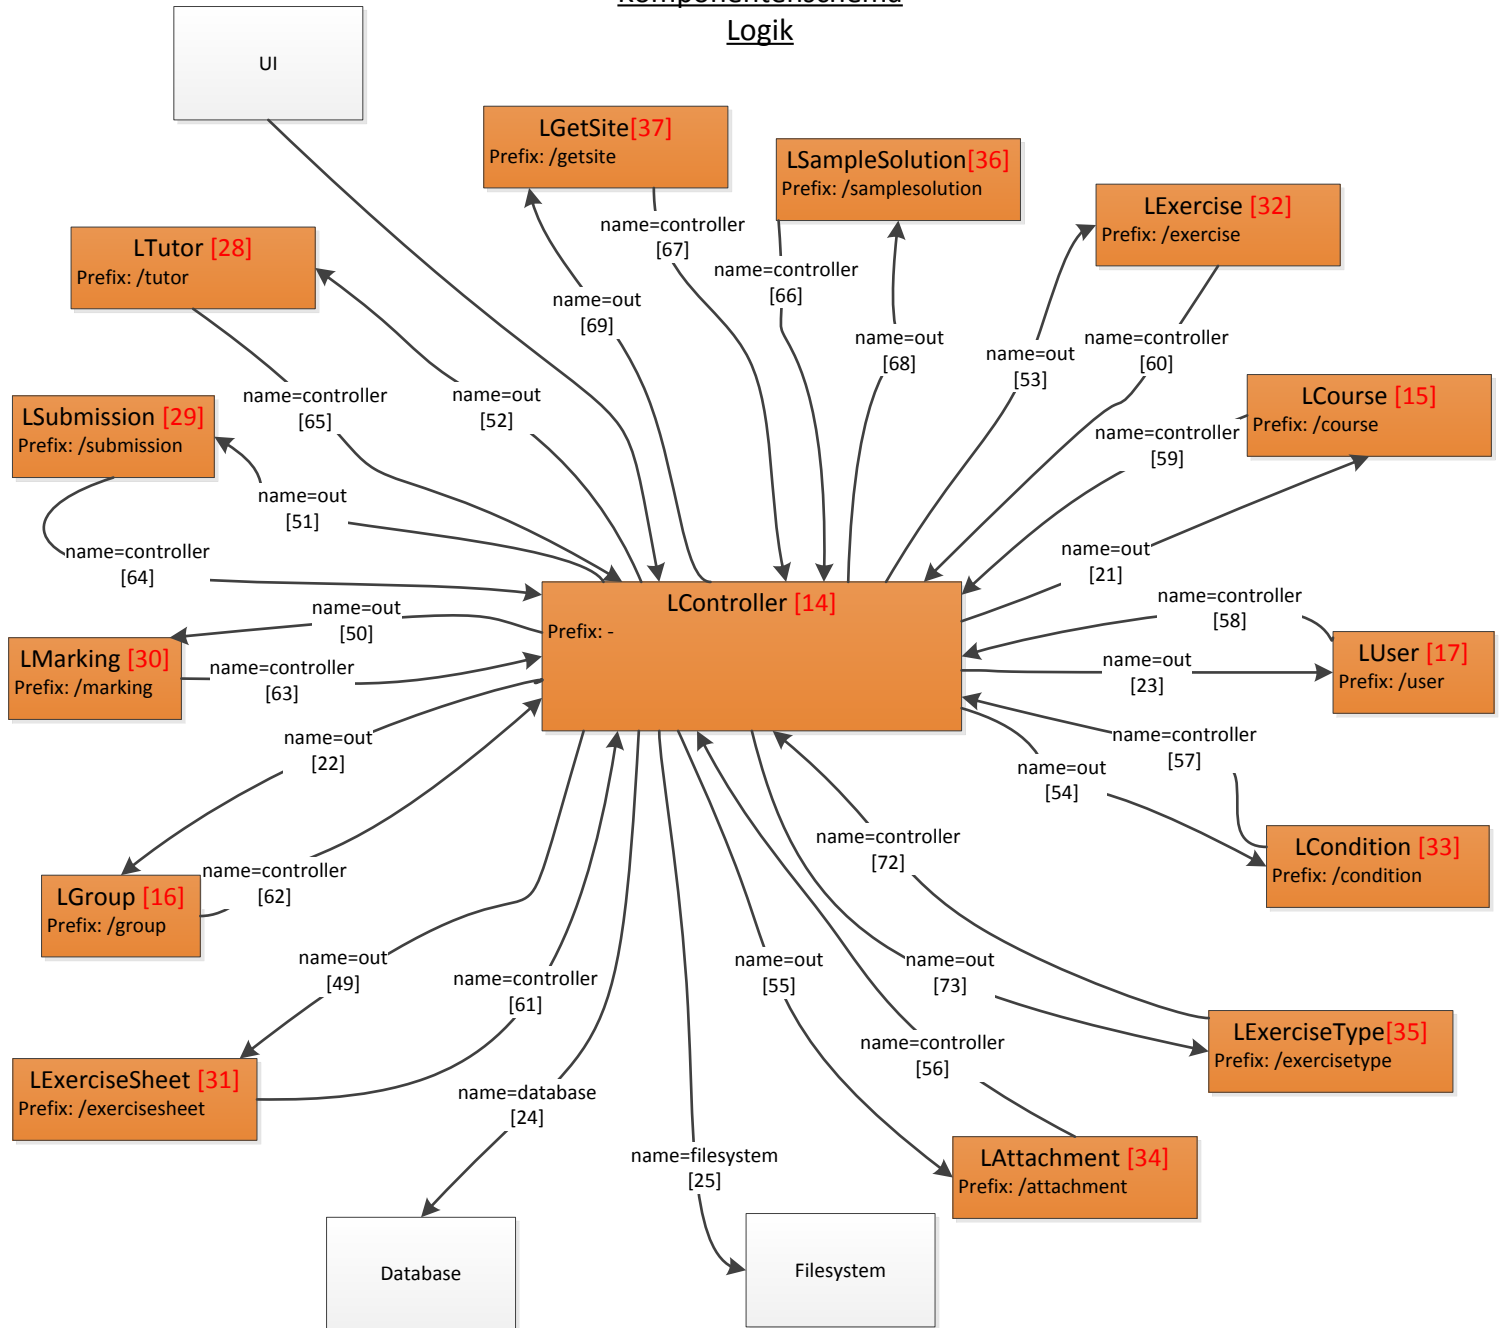 Komponentenschema
Logik
UI
LGetSite[37]
Prefix: /getsite
LSampleSolution[36]
Prefix: /samplesolution
LExercise [32]
Prefix: /exercise
LTutor [28]
Prefix: /tutor
name=controller
[67]
name=controller
[66]
name=out
[69]
name=out
[68]
name=out
[53]
name=controller
[60]
LCourse [15]
Prefix: /course
name=controller
[65]
name=out
[52]
LSubmission [29]
Prefix: /submission
name=controller
[59]
name=out
[51]
name=controller
[64]
name=out
[21]
LController [14]
Prefix: -
name=out
[50]
name=controller
[58]
LMarking [30]
Prefix: /marking
name=controller
[63]
name=out
[23]
LUser [17]
Prefix: /user
name=out
[22]
name=controller
[57]
name=out
[54]
name=controller
[72]
LCondition [33]
Prefix: /condition
name=controller
[62]
LGroup [16]
Prefix: /group
name=out
[49]
name=controller
[61]
name=out
[55]
name=out
[73]
LExerciseType[35]
Prefix: /exercisetype
name=controller
[56]
LExerciseSheet [31]
Prefix: /exercisesheet
name=database
[24]
name=filesystem
[25]
LAttachment [34]
Prefix: /attachment
Database
Filesystem